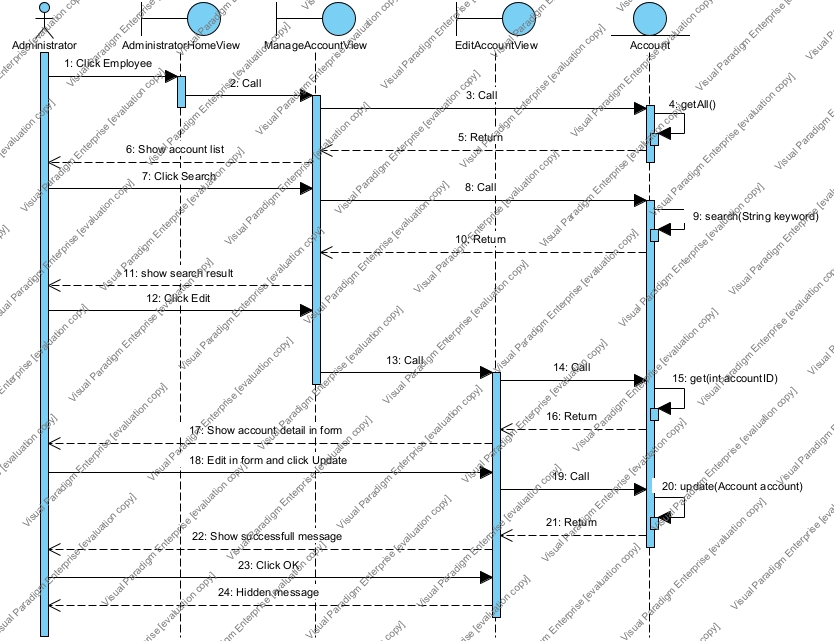 Administrator
AdministratorHomeView
ManageAccountView
EditAccountView
Account
1: Click Employee
2: Call
3: Call
4: getAll()
5: Return
6: Show account list
7: Click Search
8: Call
9: search(String keyword)
10: Return
11: show search result
12: Click Edit
13: Call
14: Call
15: get(int accountID)
16: Return
17: Show account detail in form
18: Edit in form and click Update
19: Call
20: update(Account account)
21: Return
22: Show successfull message
23: Click OK
24: Hidden message
Visual Paradigm Enterprise [evaluation copy]